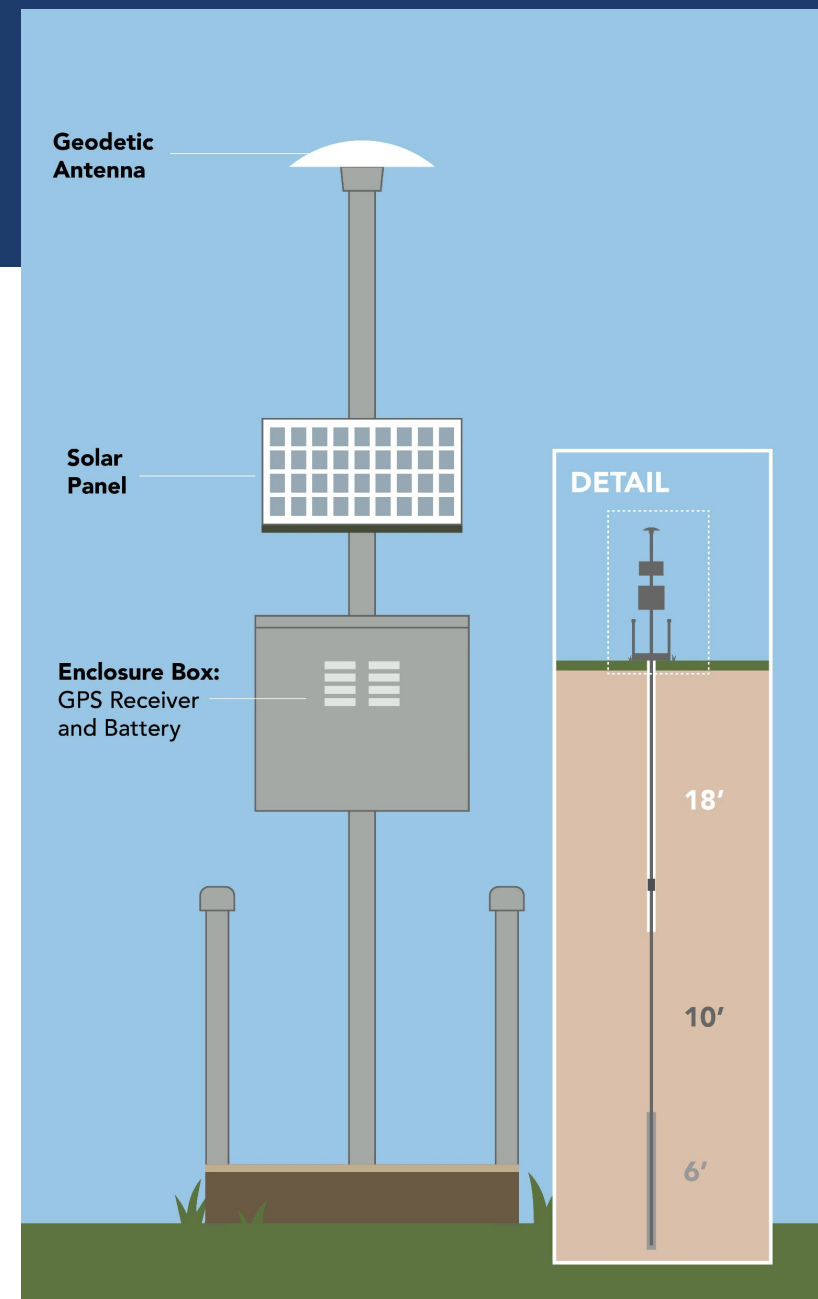 Geodetic
Antenna
Solar
Panel
Enclosure Box:
GPS Receiver
and Battery
DETAIL
18’
10’
6’